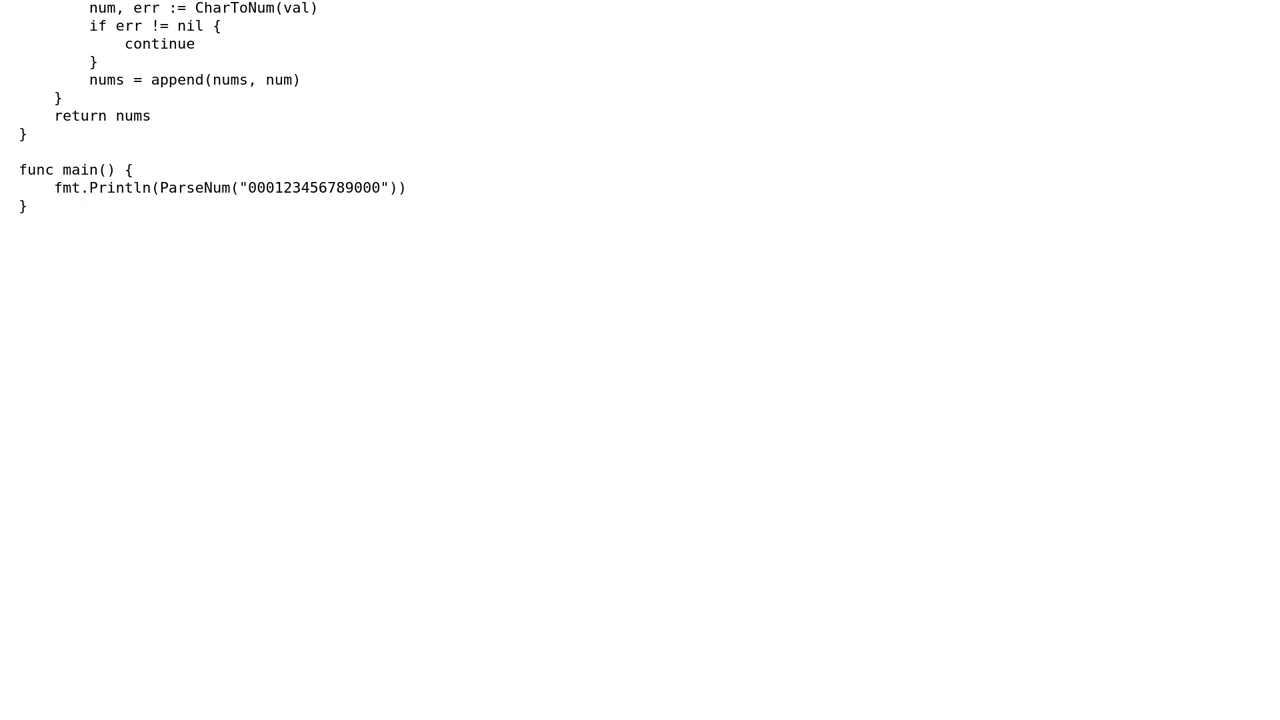 num, err := CharToNum(val)
        if err != nil {
            continue
        }
        nums = append(nums, num)
    }
    return nums
}

func main() {
    fmt.Println(ParseNum("000123456789000"))
}